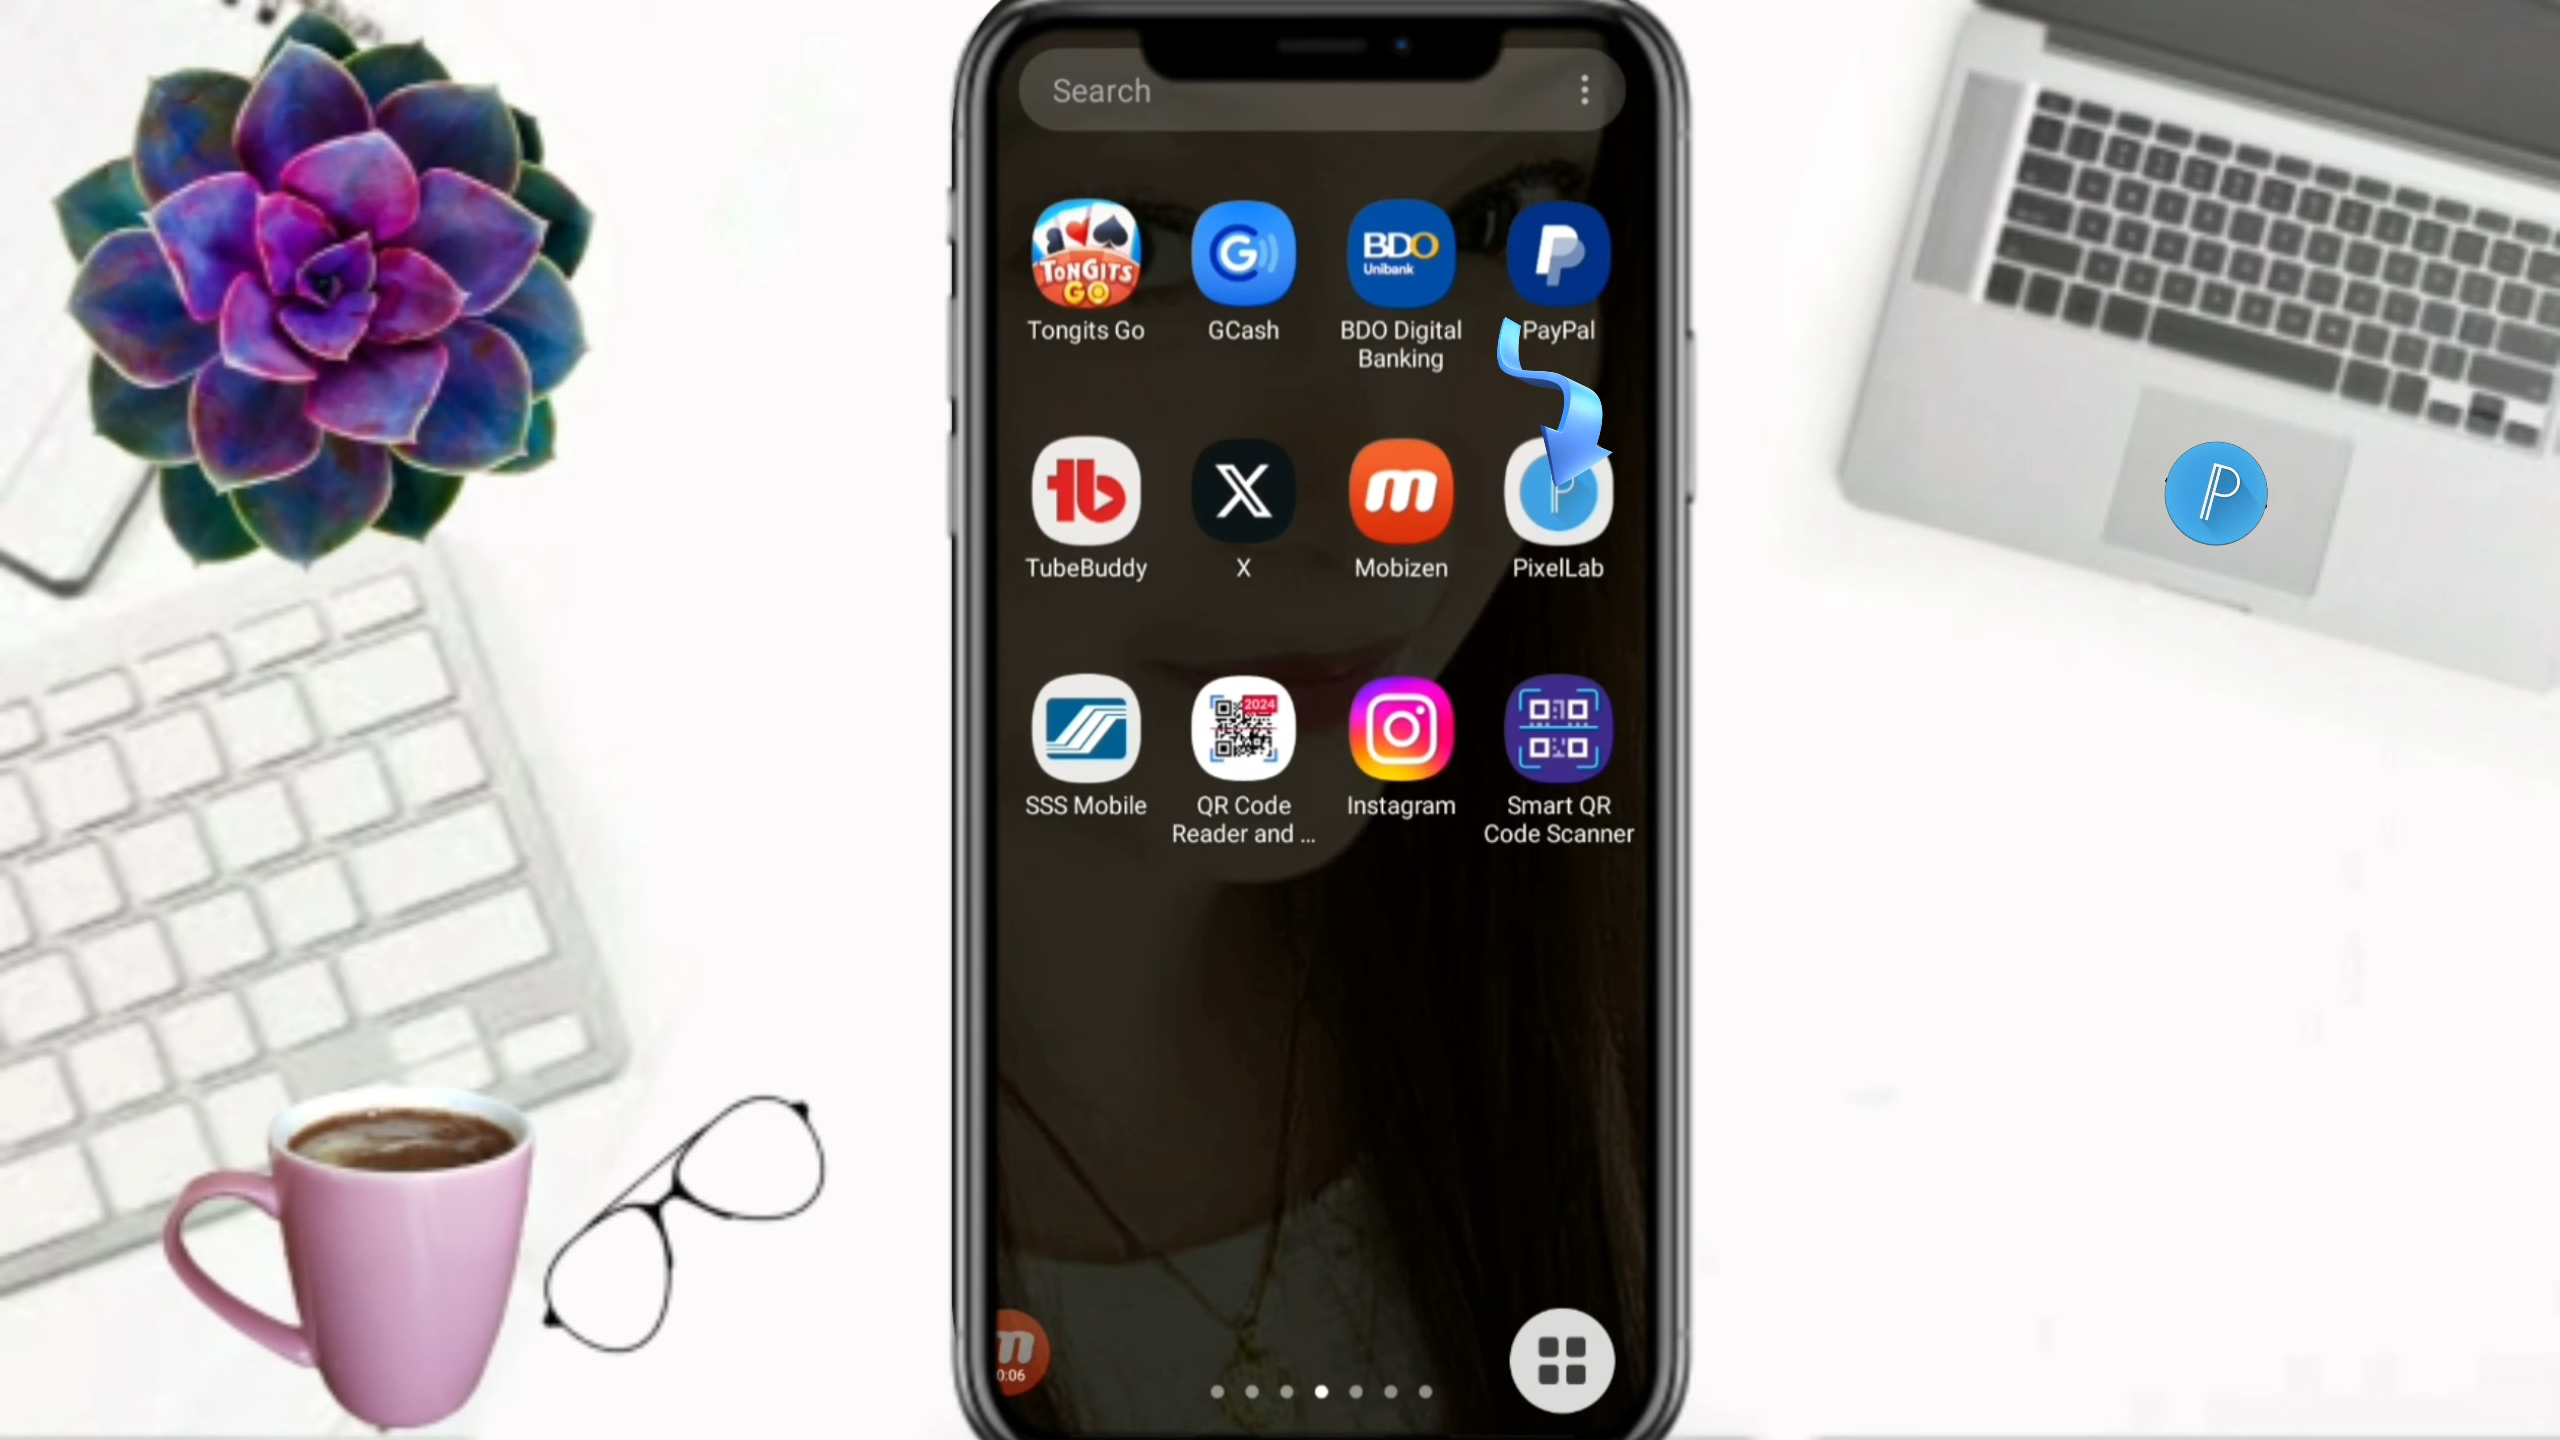 Search
TONGITS
GO
G
BDO
Unibank
P
Tongits Go
GCash
BDO Digital
Banking
PayPal
tb
X
m
P
TubeBuddy
X
Mobizen
PixelLab
P
2024
SSS Mobile
QR Code
Reader and ...
Instagram
Smart QR
Code Scanner
m
0:06